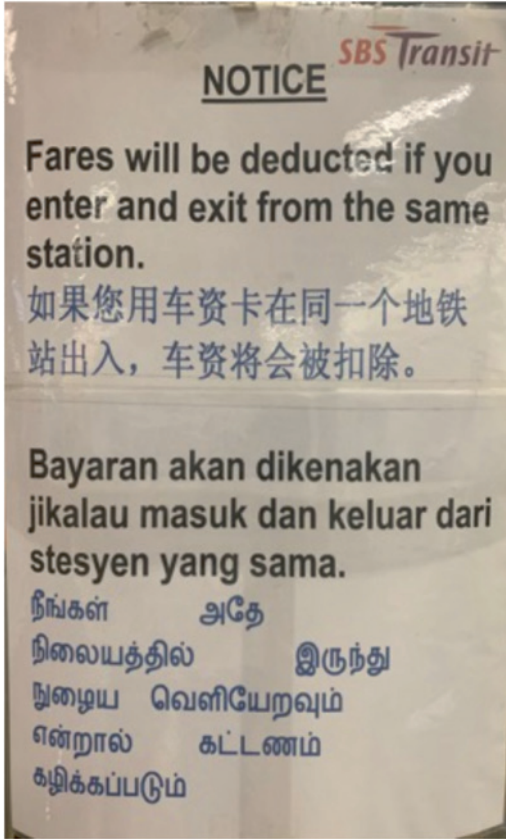 SBS Transit
NOTICE
Fares will be deducted if you
enter and exit from the same
station.
如果您用车资卡在同一个地铁
站出入，车资将会被扣除。
Bayaran akan dikenakan
jikalau masuk dan keluar dari
stesyen yang sama.
நீங்கள் அதே
நிலையத்தில் இருந்து
நுழைய வெளியேறவும்
என்றால் கட்டணம்
கழிக்கப்படும்